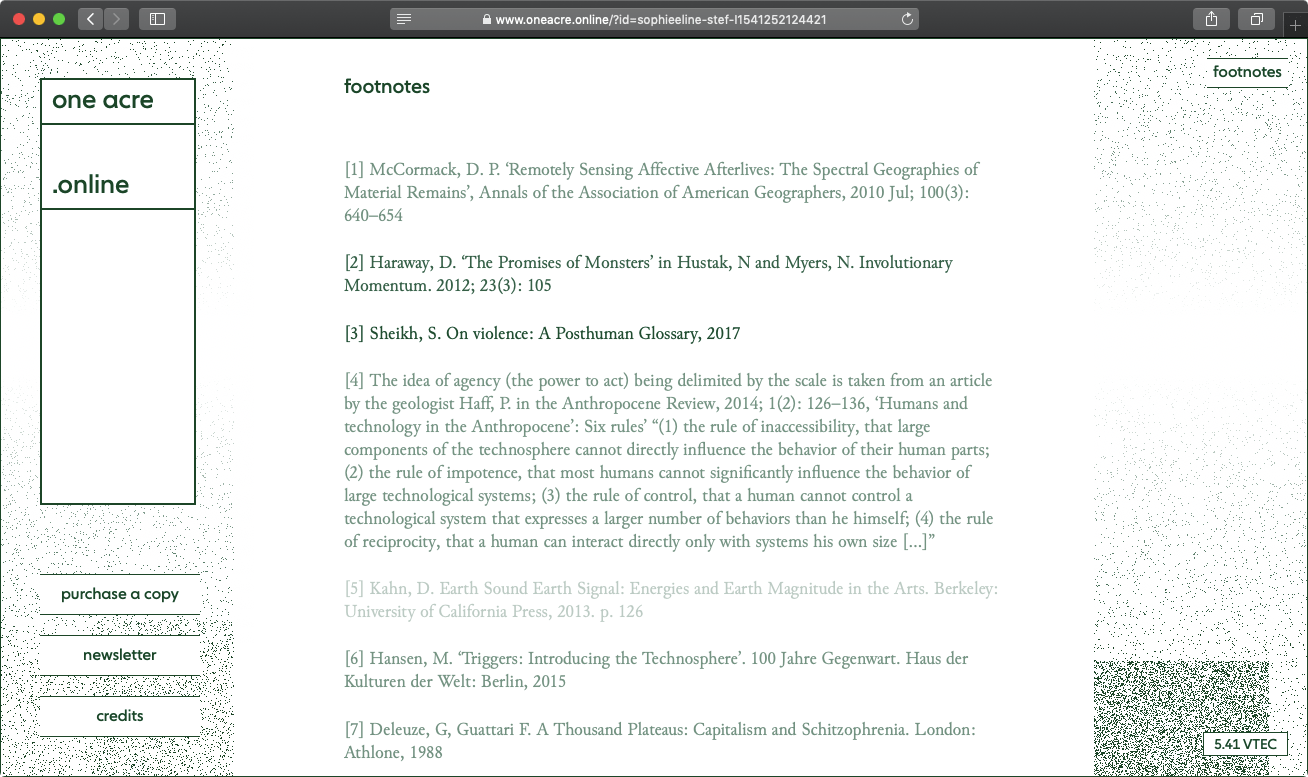 www.oneacre.online/?id=sophieeline-stef-l1541252124421
one acre
.online
purchase a copy
newsletter
credits
footnotes
footnotes
[1] McCormack, D. P. ‘Remotely Sensing Affective Afterlives: The Spectral Geographies of
Material Remains’, Annals of the Association of American Geographers, 2010 Jul; 100(3):
640–654
[2] Haraway, D. ‘The Promises of Monsters’ in Hustak, N and Myers, N. Involutionary
Momentum. 2012; 23(3): 105
[3] Sheikh, S. On violence: A Posthuman Glossary, 2017
[4] The idea of agency (the power to act) being delimited by the scale is taken from an article
by the geologist Haff, P. in the Anthropocene Review, 2014; 1(2): 126–136, ‘Humans and
technology in the Anthropocene’: Six rules’ “(1) the rule of inaccessibility, that large
components of the technosphere cannot directly influence the behavior of their human parts;
(2) the rule of impotence, that most humans cannot significantly influence the behavior of
large technological systems; (3) the rule of control, that a human cannot control a
technological system that expresses a larger number of behaviors than he himself; (4) the rule
of reciprocity, that a human can interact directly only with systems his own size [...]”
[5] Kahn, D. Earth Sound Earth Signal: Energies and Earth Magnitude in the Arts. Berkeley:
University of California Press, 2013. p. 126
[6] Hansen, M. ‘Triggers: Introducing the Technosphere’. 100 Jahre Gegenwart. Haus der
Kulturen der Welt: Berlin, 2015
[7] Deleuze, G, Guattari F. A Thousand Plateaus: Capitalism and Schitzophrenia. London:
Athlone, 1988
5.41 VTEC